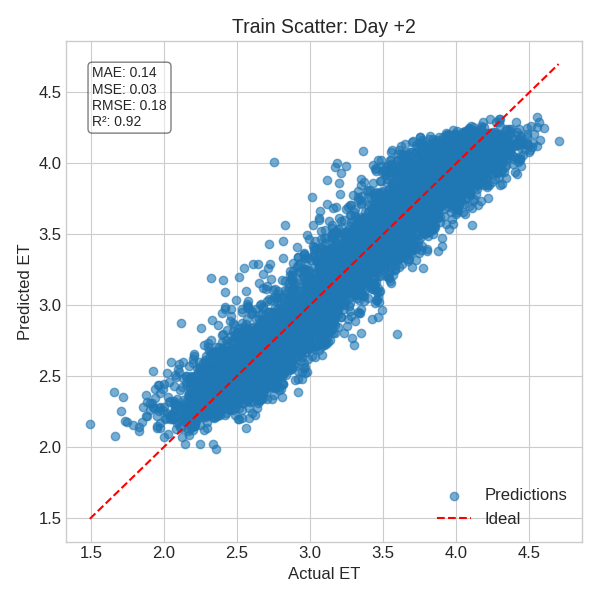 Train Scatter: Day +2
MAE: 0.14
MSE: 0.03
RMSE: 0.18
R²: 0.92
4.5
4.0
3.5
3.0
2.5
2.0
1.5
Predicted ET
Predictions
Ideal
1.5 2.0 2.5 3.0 3.5 4.0 4.5
Actual ET